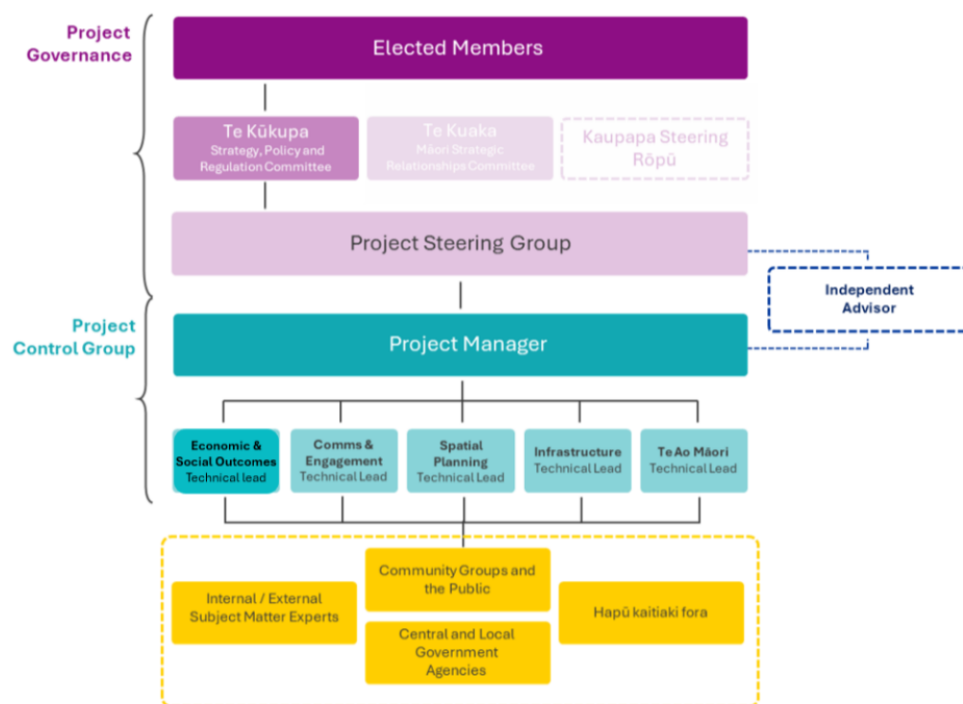 Project
Governance
Elected Members
Te Kūkupa
Strategy, Policy and
Regulation Committee
Te Kuaka
Māori Strategic
Relationships Committee
Kaupapa Steering
Rōpū
Project Steering Group
Independent
Advisor
Project
Control Group
Project Manager
Economic &
Social Outcomes
Technical lead
Comms &
Engagement
Technical Lead
Spatial
Planning
Technical Lead
Infrastructure
Technical Lead
Te Ao Māori
Technical Lead
Internal / External
Subject Matter Experts
Community Groups and
the Public
Central and Local
Government
Agencies
Hapū kaitiaki fora